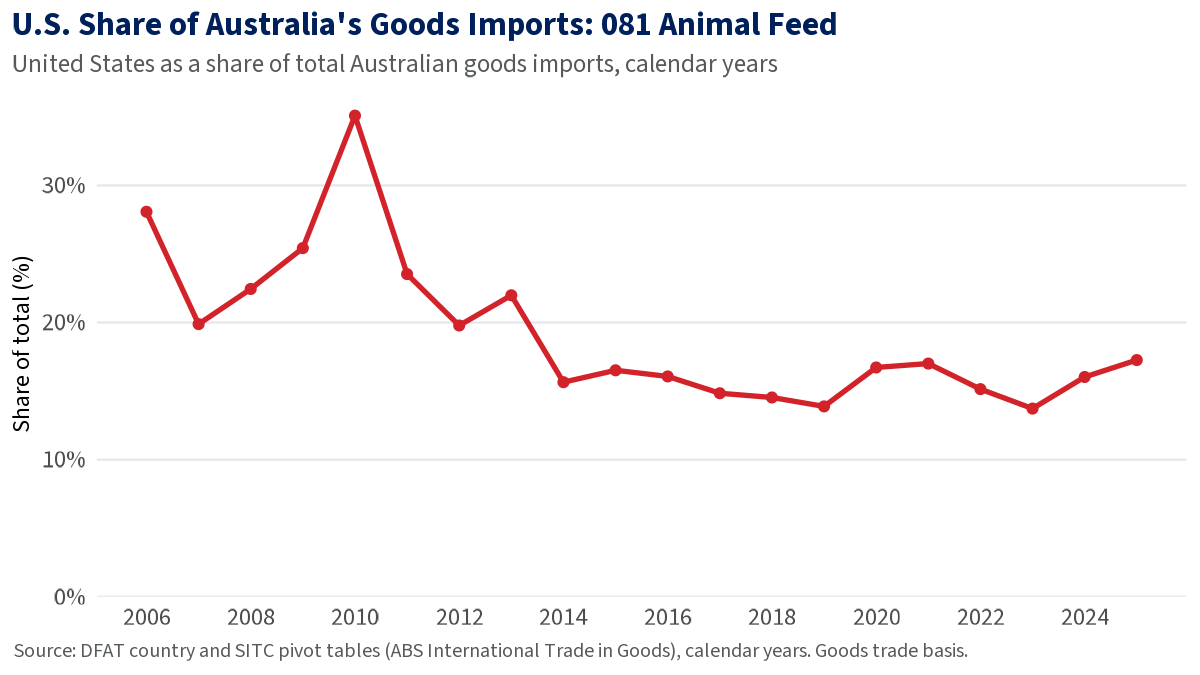 U.S. Share of Australia's Goods Imports: 081 Animal Feed
United States as a share of total Australian goods imports, calendar years
Share of total (%)
30%
20%
10%
0%
2006 2008 2010 2012 2014 2016 2018 2020 2022 2024
Source: DFAT country and SITC pivot tables (ABS International Trade in Goods), calendar years. Goods trade basis.